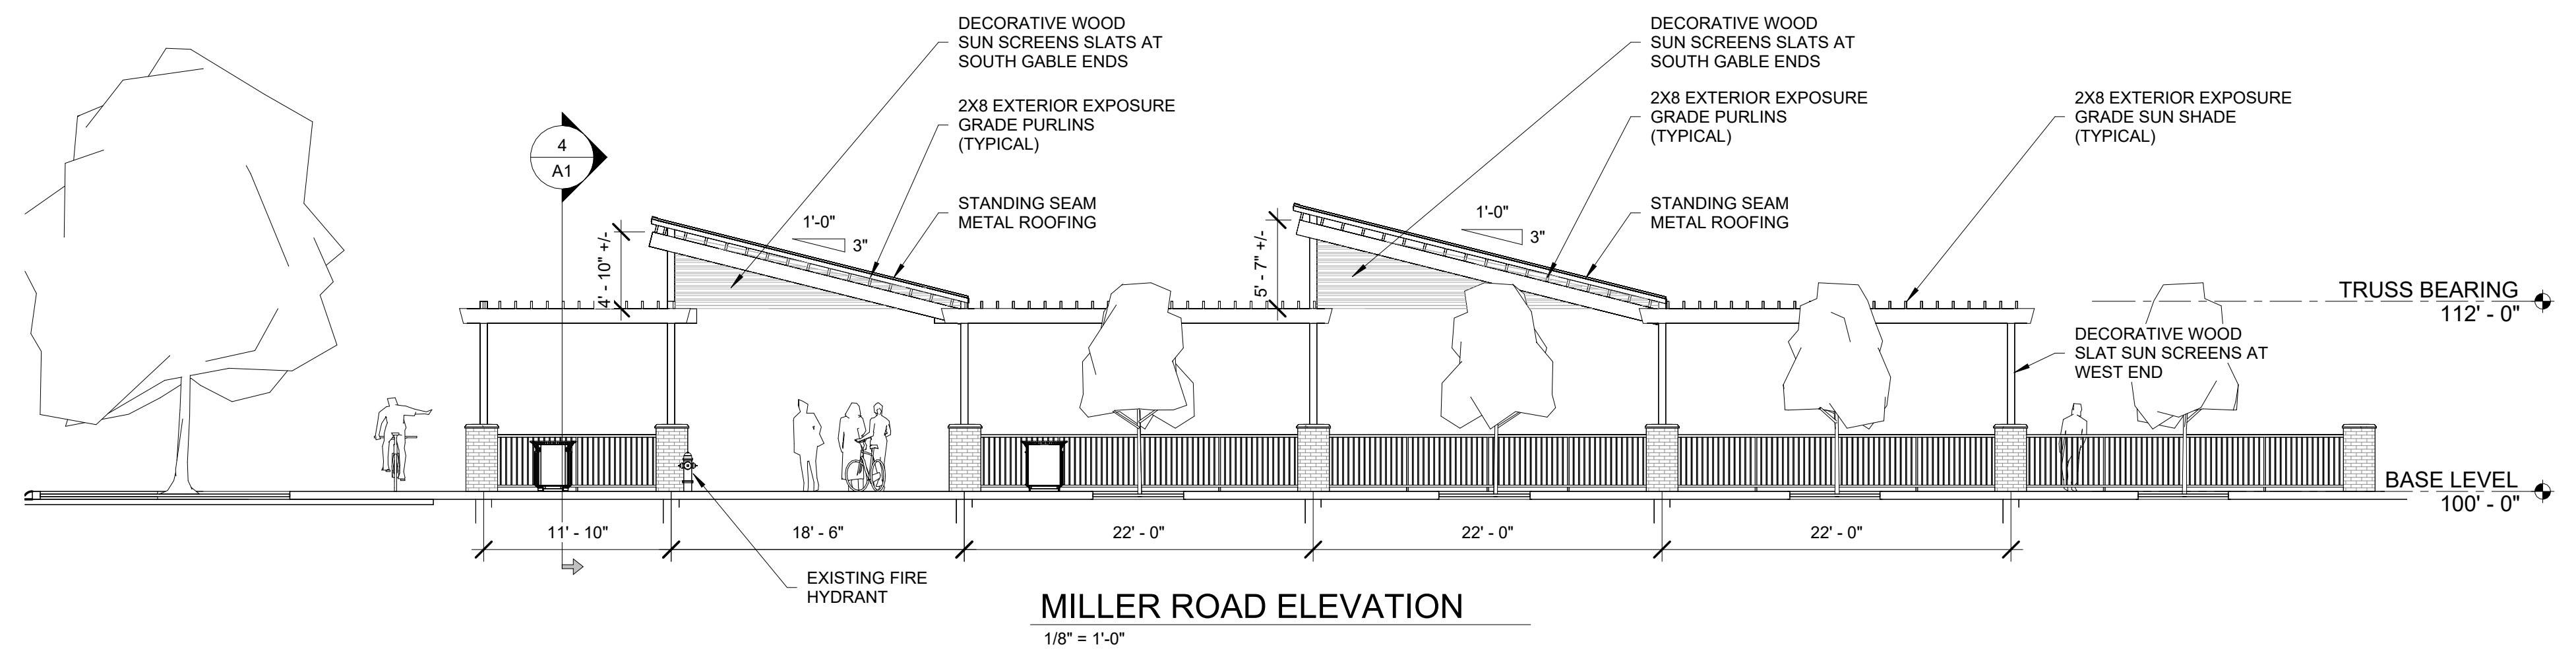 DECORATIVE WOOD
SUN SCREENS SLATS AT
SOUTH GABLE ENDS
2X8 EXTERIOR EXPOSURE
GRADE PURLINS
(TYPICAL)
STANDING SEAM
METAL ROOFING
DECORATIVE WOOD
SUN SCREENS SLATS AT
SOUTH GABLE ENDS
2X8 EXTERIOR EXPOSURE
GRADE PURLINS
(TYPICAL)
STANDING SEAM
METAL ROOFING
2X8 EXTERIOR EXPOSURE
GRADE SUN SHADE
(TYPICAL)
4
A1
1'-0"
3"
4' - 10" +/-
1'-0"
3"
5' - 7" +/-
TRUSS BEARING
112' - 0"
DECORATIVE WOOD
SLAT SUN SCREENS AT
WEST END
BASE LEVEL
100' - 0"
11' - 10"
18' - 6"
22' - 0"
22' - 0"
22' - 0"
EXISTING FIRE
HYDRANT
MILLER ROAD ELEVATION
1/8" = 1'-0"